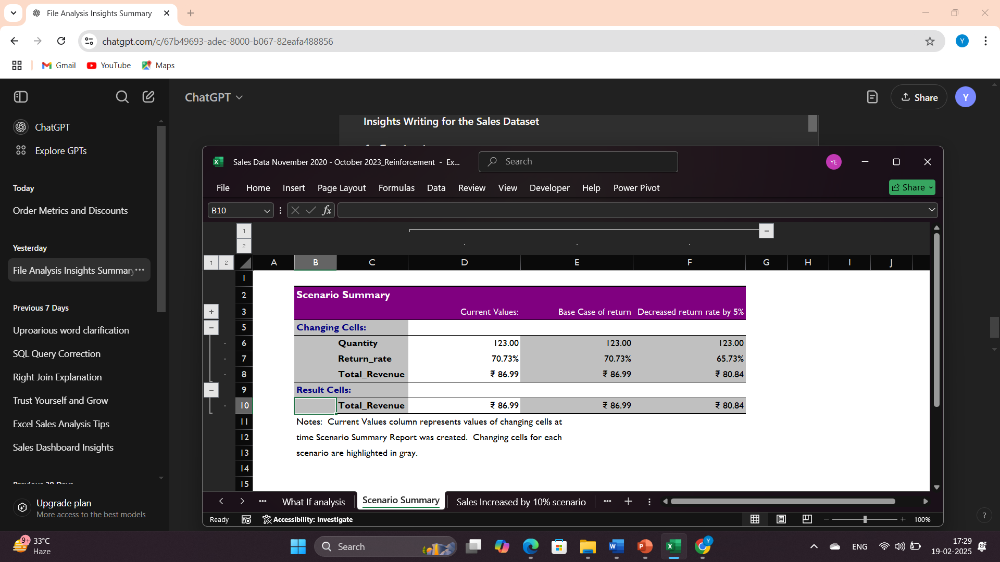 File Analysis Insights Summary
chatgpt.com/c/67b49693-adec-8000-b067-82eafa488856
Y
Gmail
YouTube
Maps
ChatGPT
Share
Y
ChatGPT
Explore GPTs
Today
Order Metrics and Discounts
Yesterday
File Analysis Insights Summar
Previous 7 Days
Uproarious word clarification
SQL Query Correction
Right Join Explanation
Trust Yourself and Grow
Excel Sales Analysis Tips
Sales Dashboard Insights
Upgrade plan
More access to the best models
Insights Writing for the Sales Dataset
Sales Data November 2020 - October 2023_Reinforcement - Ex...
Search
YE
File Home Insert Page Layout Formulas Data Review View Developer Help Power Pivot
Share
B10
fx
1
2
1 2
A B C D E F G H I J
1
2 Scenario Summary
3 Current Values: Base Case of return Decreased return rate by 5%
5 Changing Cells:
6 Quantity 123.00 123.00 123.00
7 Return_rate 70.73% 70.73% 65.73%
8 Total_Revenue ₹ 86.99 ₹ 86.99 ₹ 80.84
9 Result Cells:
10 Total_Revenue ₹ 86.99 ₹ 86.99 ₹ 80.84
11 Notes: Current Values column represents values of changing cells at
12 time Scenario Summary Report was created. Changing cells for each
13 scenario are highlighted in gray.
14
15
What If analysis Scenario Summary Sales Increased by 10% scenario
Ready Accessibility: Investigate 100%
?
9+ 33°C
Haze
Search
ENG
17:29
19-02-2025